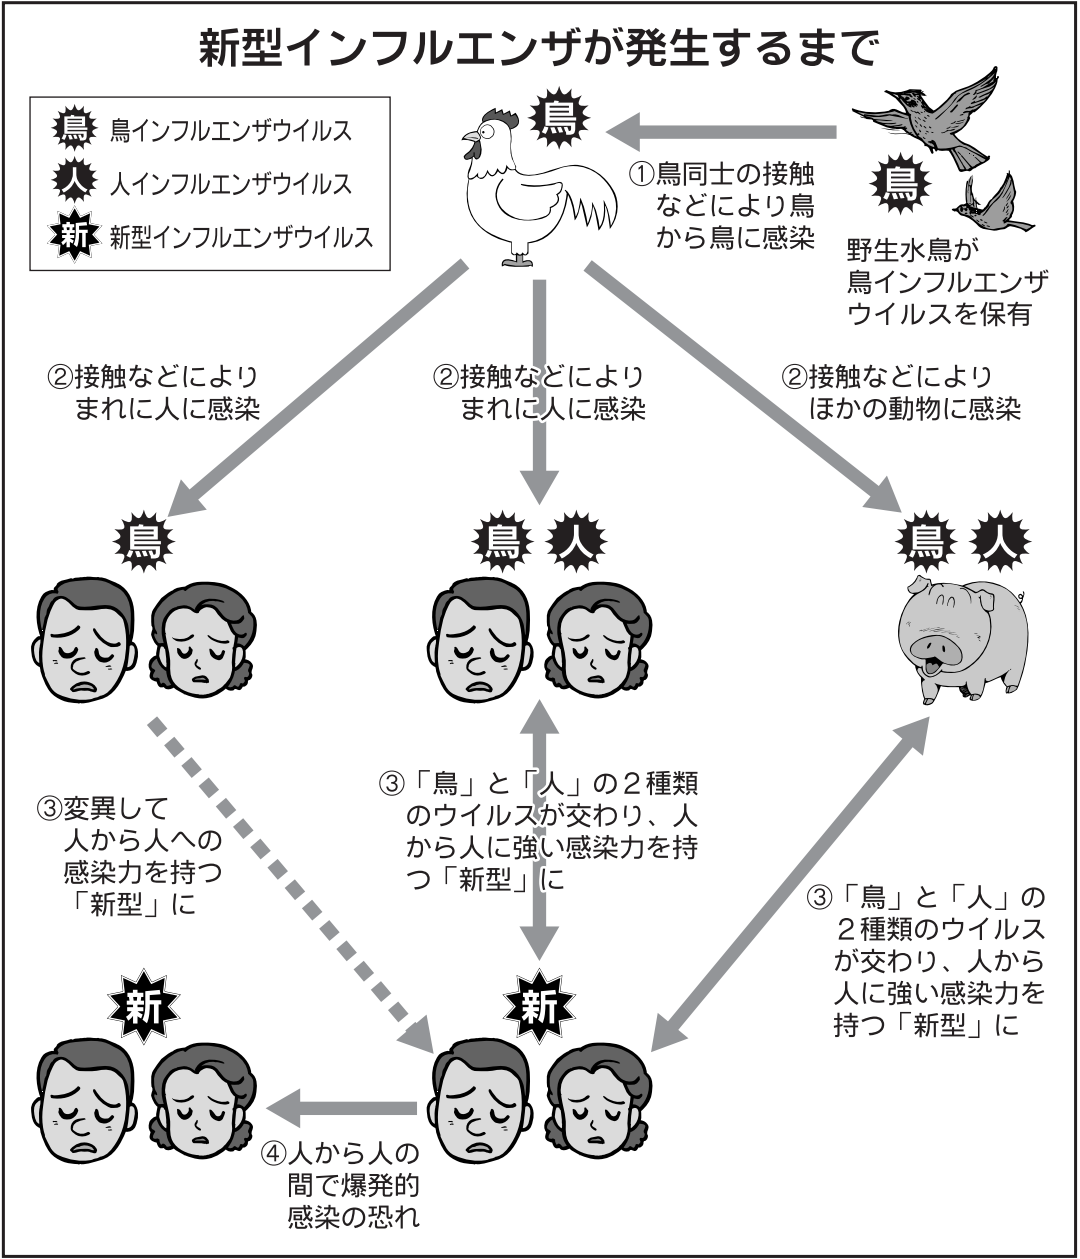 新型インフルエンザが発生するまで
鳥 鳥インフルエンザウイルス
人 人インフルエンザウイルス
新 新型インフルエンザウイルス
鳥
①鳥同士の接触
などにより鳥
から鳥に感染
鳥
野生水鳥が
鳥インフルエンザ
ウイルスを保有
②接触などにより
まれに人に感染
②接触などにより
まれに人に感染
②接触などにより
ほかの動物に感染
鳥
鳥 人
鳥 人
③変異して
人から人への
感染力を持つ
「新型」に
③「鳥」と「人」の２種類
のウイルスが交わり、人
から人に強い感染力を持
つ「新型」に
③「鳥」と「人」の
２種類のウイルス
が交わり、人から
人に強い感染力を
持つ「新型」に
新
新
④人から人の
間で爆発的
感染の恐れ